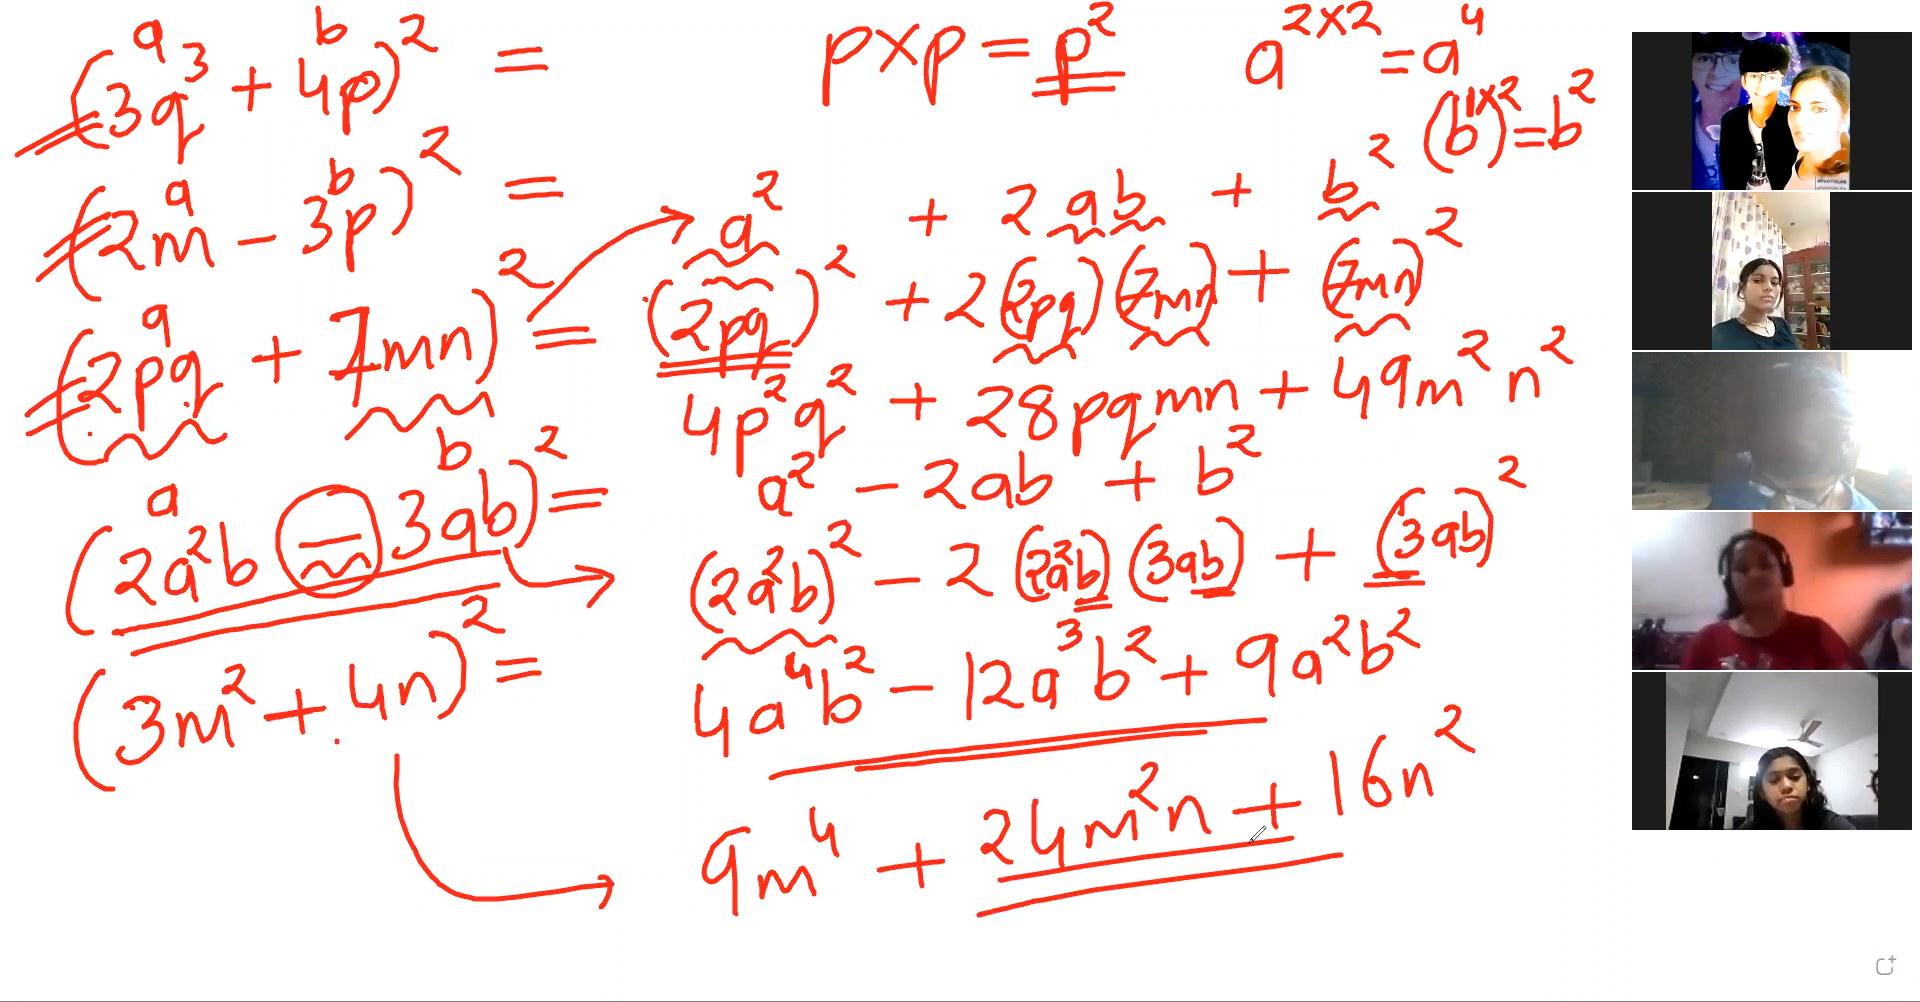 (3q³ + 4p)² =
a b
p×p = p²
a^{2×2} = a⁴
(b^{1×2}) = b²
(2m − 3p)² =
a b
a² + 2ab + b²
(2pq + 7mn)² = (2pq)² + 2(2pq)(7mn) + (7mn)²
a b
4p²q² + 28pqmn + 49m²n²
a² − 2ab + b²
a
(2a²b − 3ab)² = (2a²b)² − 2(2a²b)(3ab) + (3ab)²
4a⁴b² − 12a³b² + 9a²b²
(3m² + 4n)² =
9m⁴ + 24m²n + 16n²